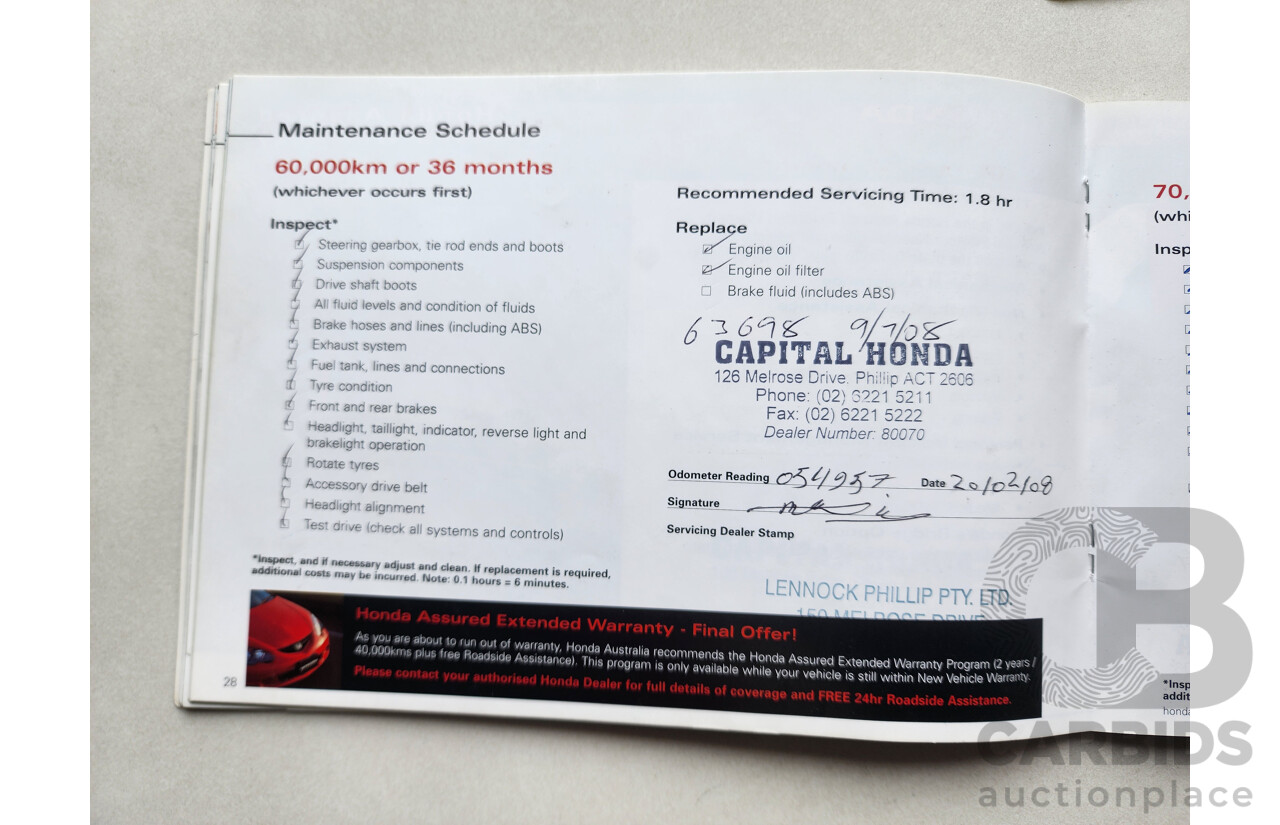 Maintenance Schedule
60,000km or 36 months
(whichever occurs first)
Inspect*
Steering gearbox, tie rod ends and boots
Suspension components
Drive shaft boots
All fluid levels and condition of fluids
Brake hoses and lines (including ABS)
Exhaust system
Fuel tank, lines and connections
Tyre condition
Front and rear brakes
Headlight, taillight, indicator, reverse light and
brakelight operation
Rotate tyres
Accessory drive belt
Headlight alignment
Test drive (check all systems and controls)
*Inspect, and if necessary adjust and clean. If replacement is required,
additional costs may be incurred. Note: 0.1 hours = 6 minutes.
Recommended Servicing Time: 1.8 hr
Replace
Engine oil
Engine oil filter
Brake fluid (includes ABS)
63698 9/7/08
CAPITAL HONDA
126 Melrose Drive. Phillip ACT 2606
Phone: (02) 6221 5211
Fax: (02) 6221 5222
Dealer Number: 80070
Odometer Reading 054957 Date 20/02/08
Signature
Servicing Dealer Stamp
LENNOCK PHILLIP PTY. LTD.
150 MELROSE DRIVE
Honda Assured Extended Warranty - Final Offer!
As you are about to run out of warranty, Honda Australia recommends the Honda Assured Extended Warranty Program (2 years /
40,000kms plus free Roadside Assistance). This program is only available while your vehicle is still within New Vehicle Warranty.
Please contact your authorised Honda Dealer for full details of coverage and FREE 24hr Roadside Assistance.
28
70,
(whi
Insp
*Insp
addit
honda
CB
CARBIDS
auctionplace